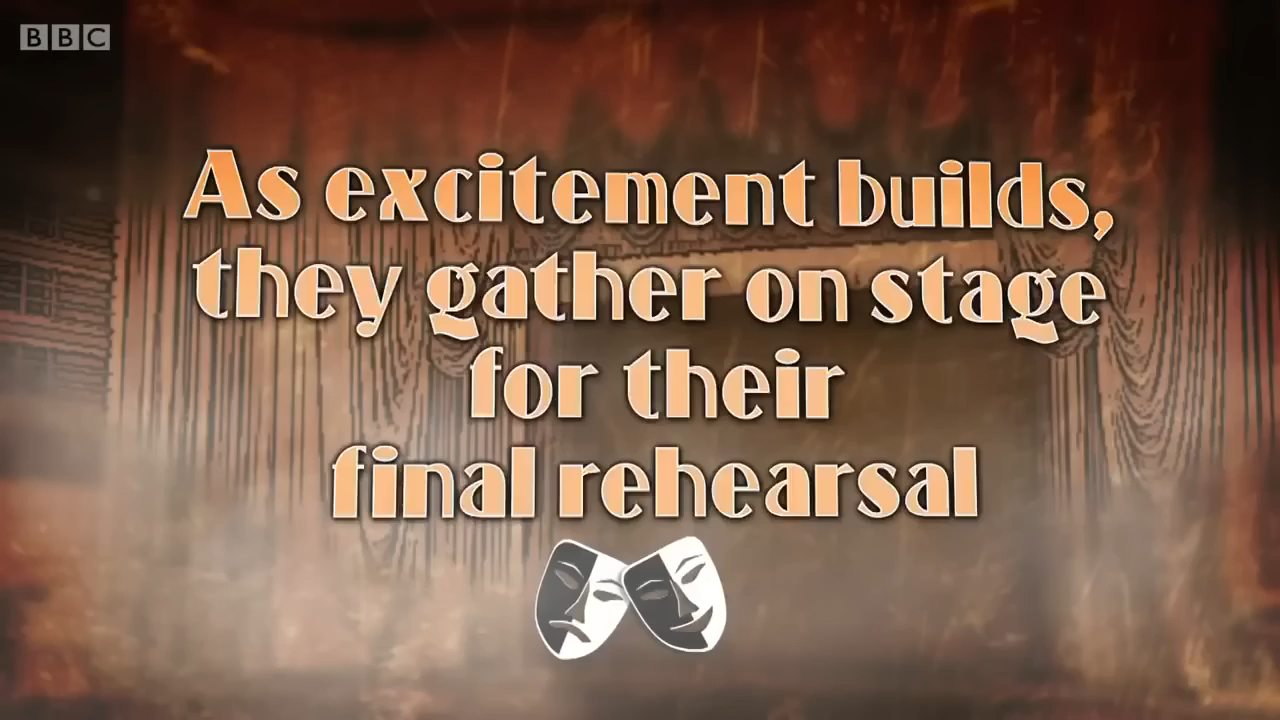 BBC
As excitement builds,
they gather on stage
for their
final rehearsal